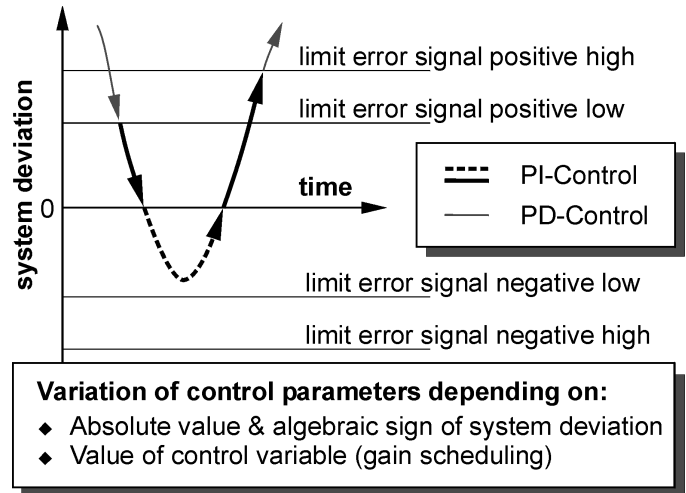 limit error signal positive high
limit error signal positive low
system deviation
time
0
PI-Control
PD-Control
limit error signal negative low
limit error signal negative high
Variation of control parameters depending on:
◆ Absolute value & algebraic sign of system deviation
◆ Value of control variable (gain scheduling)